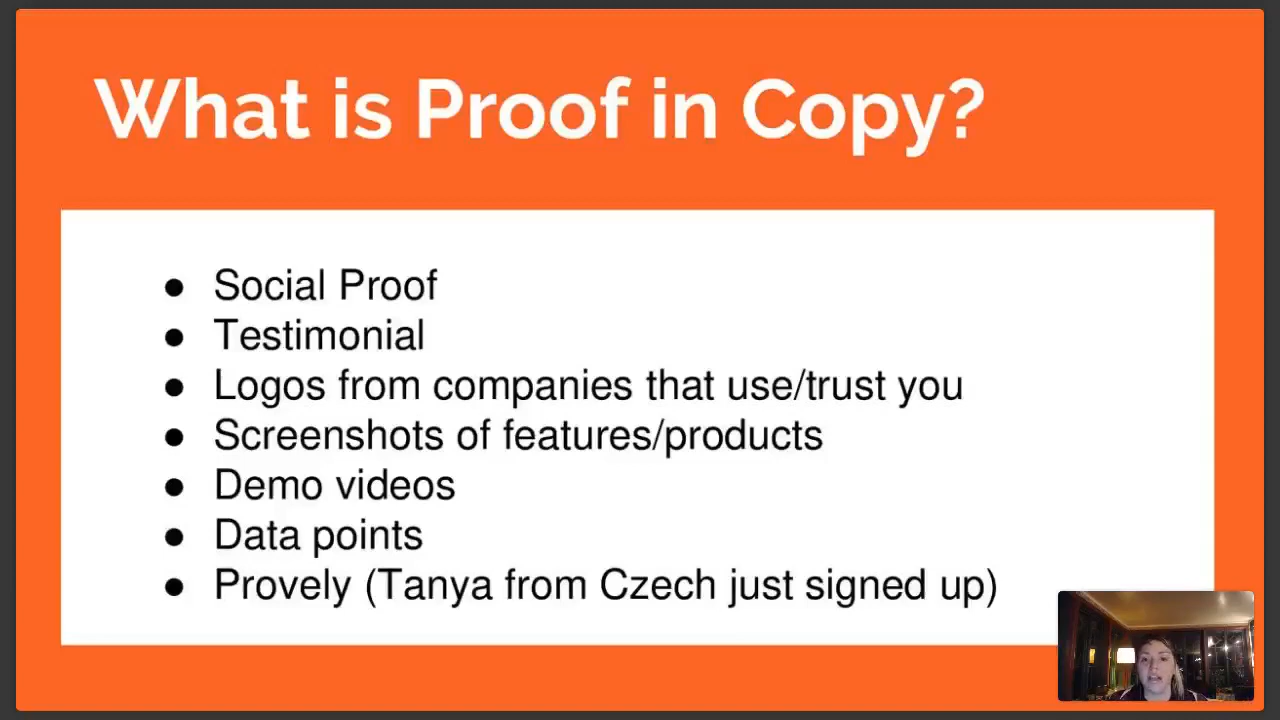 What is Proof in Copy?
● Social Proof
● Testimonial
● Logos from companies that use/trust you
● Screenshots of features/products
● Demo videos
● Data points
● Provely (Tanya from Czech just signed up)